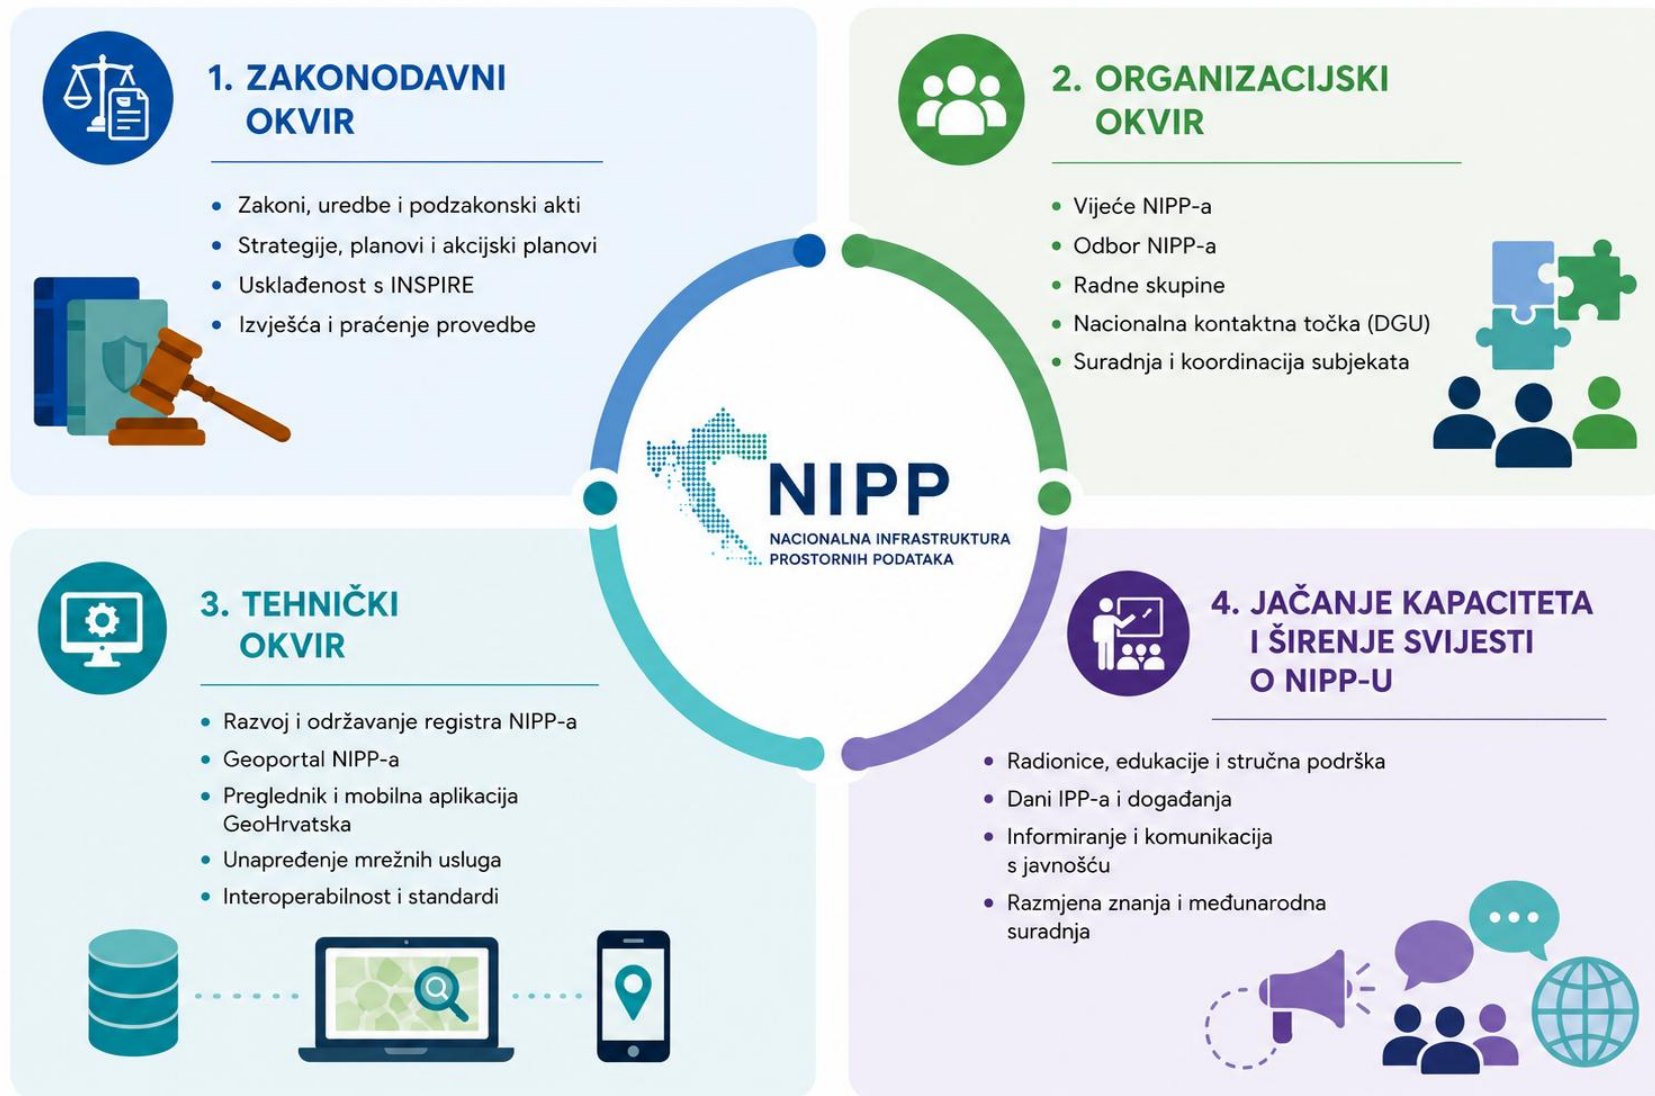 1. ZAKONODAVNI
OKVIR
• Zakoni, uredbe i podzakonski akti
• Strategije, planovi i akcijski planovi
• Usklađenost s INSPIRE
• Izvješća i praćenje provedbe
2. ORGANIZACIJSKI
OKVIR
• Vijeće NIPP-a
• Odbor NIPP-a
• Radne skupine
• Nacionalna kontaktna točka (DGU)
• Suradnja i koordinacija subjekata
NIPP
NACIONALNA INFRASTRUKTURA
PROSTORNIH PODATAKA
3. TEHNIČKI
OKVIR
• Razvoj i održavanje registra NIPP-a
• Geoportal NIPP-a
• Preglednik i mobilna aplikacija
GeoHrvatska
• Unapređenje mrežnih usluga
• Interoperabilnost i standardi
4. JAČANJE KAPACITETA
I ŠIRENJE SVIJESTI
O NIPP-U
• Radionice, edukacije i stručna podrška
• Dani IPP-a i događanja
• Informiranje i komunikacija
s javnošću
• Razmjena znanja i međunarodna
suradnja